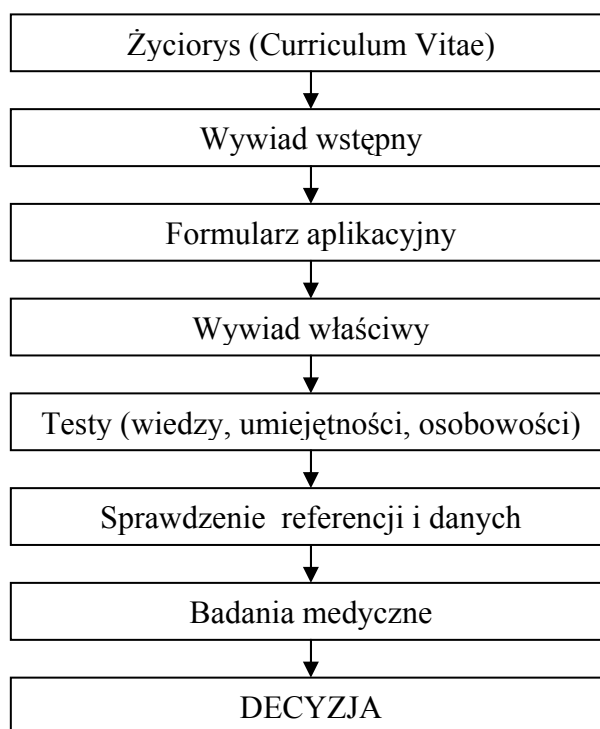 Życiorys (Curriculum Vitae)
Wywiad wstępny
Formularz aplikacyjny
Wywiad właściwy
Testy (wiedzy, umiejętności, osobowości)
Sprawdzenie referencji i danych
Badania medyczne
DECYZJA